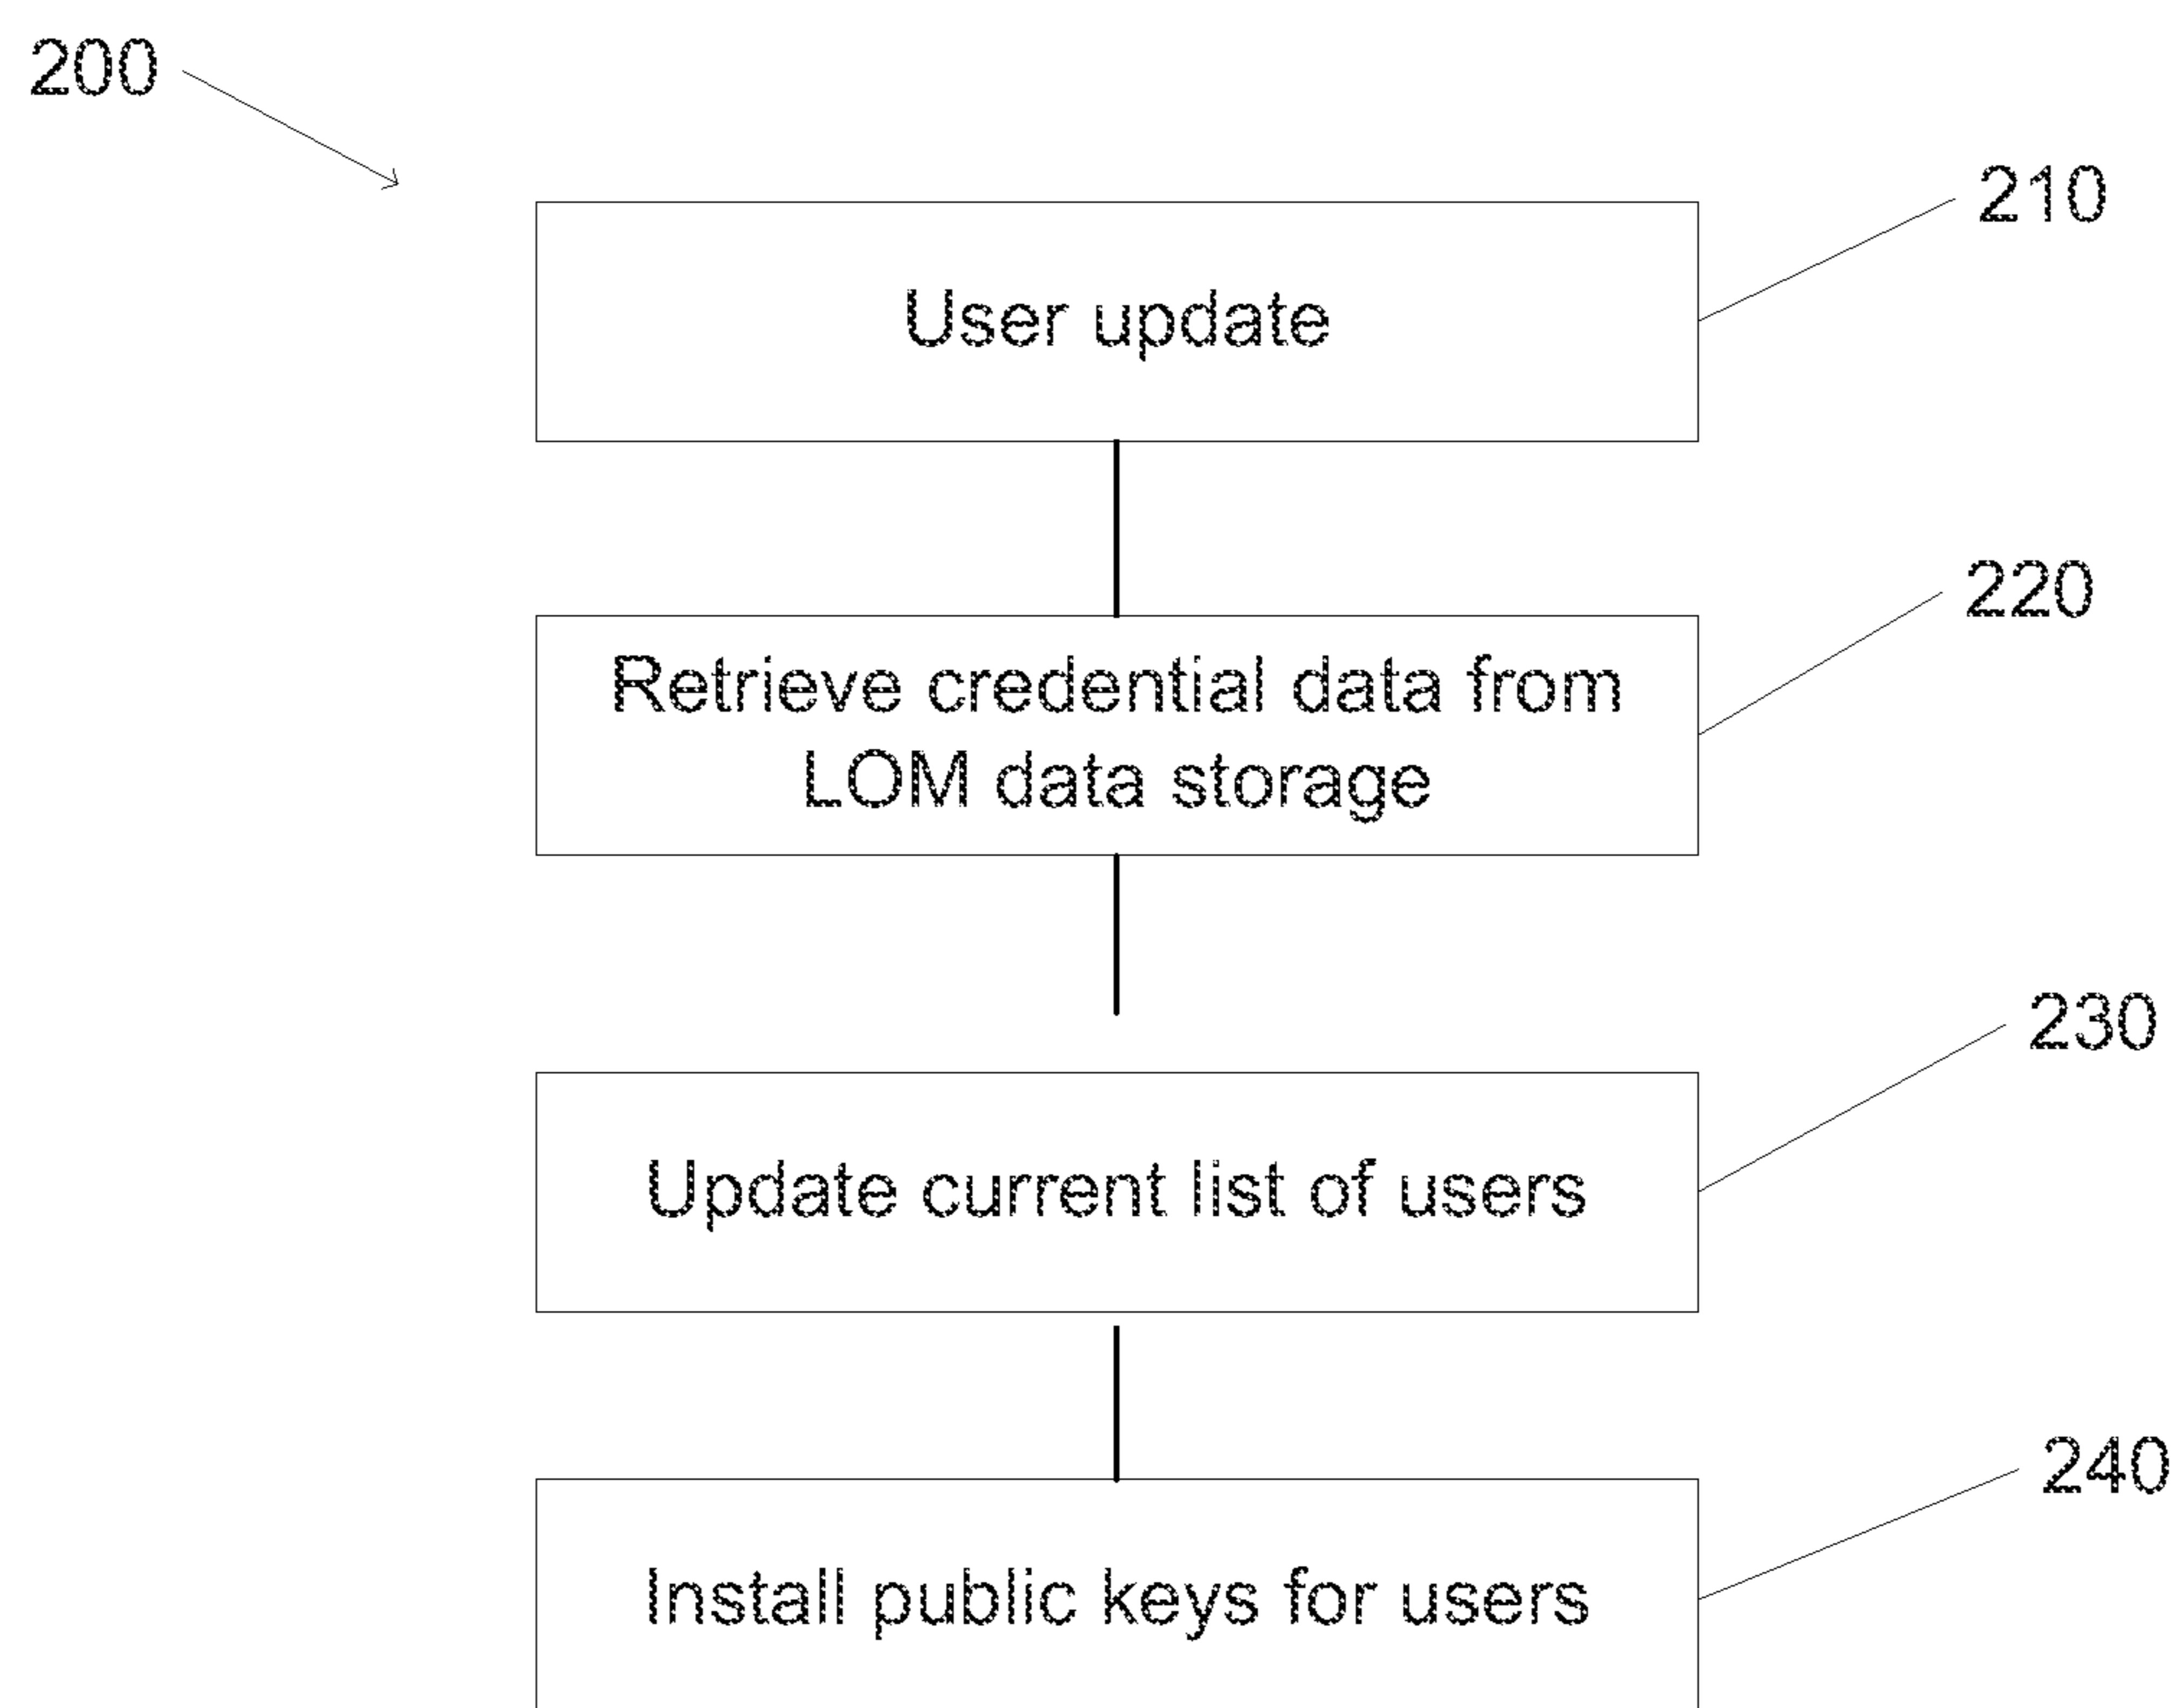 200
210
User update
220
Retrieve credential data from
LOM data storage
230
Update current list of users
240
Install public keys for users